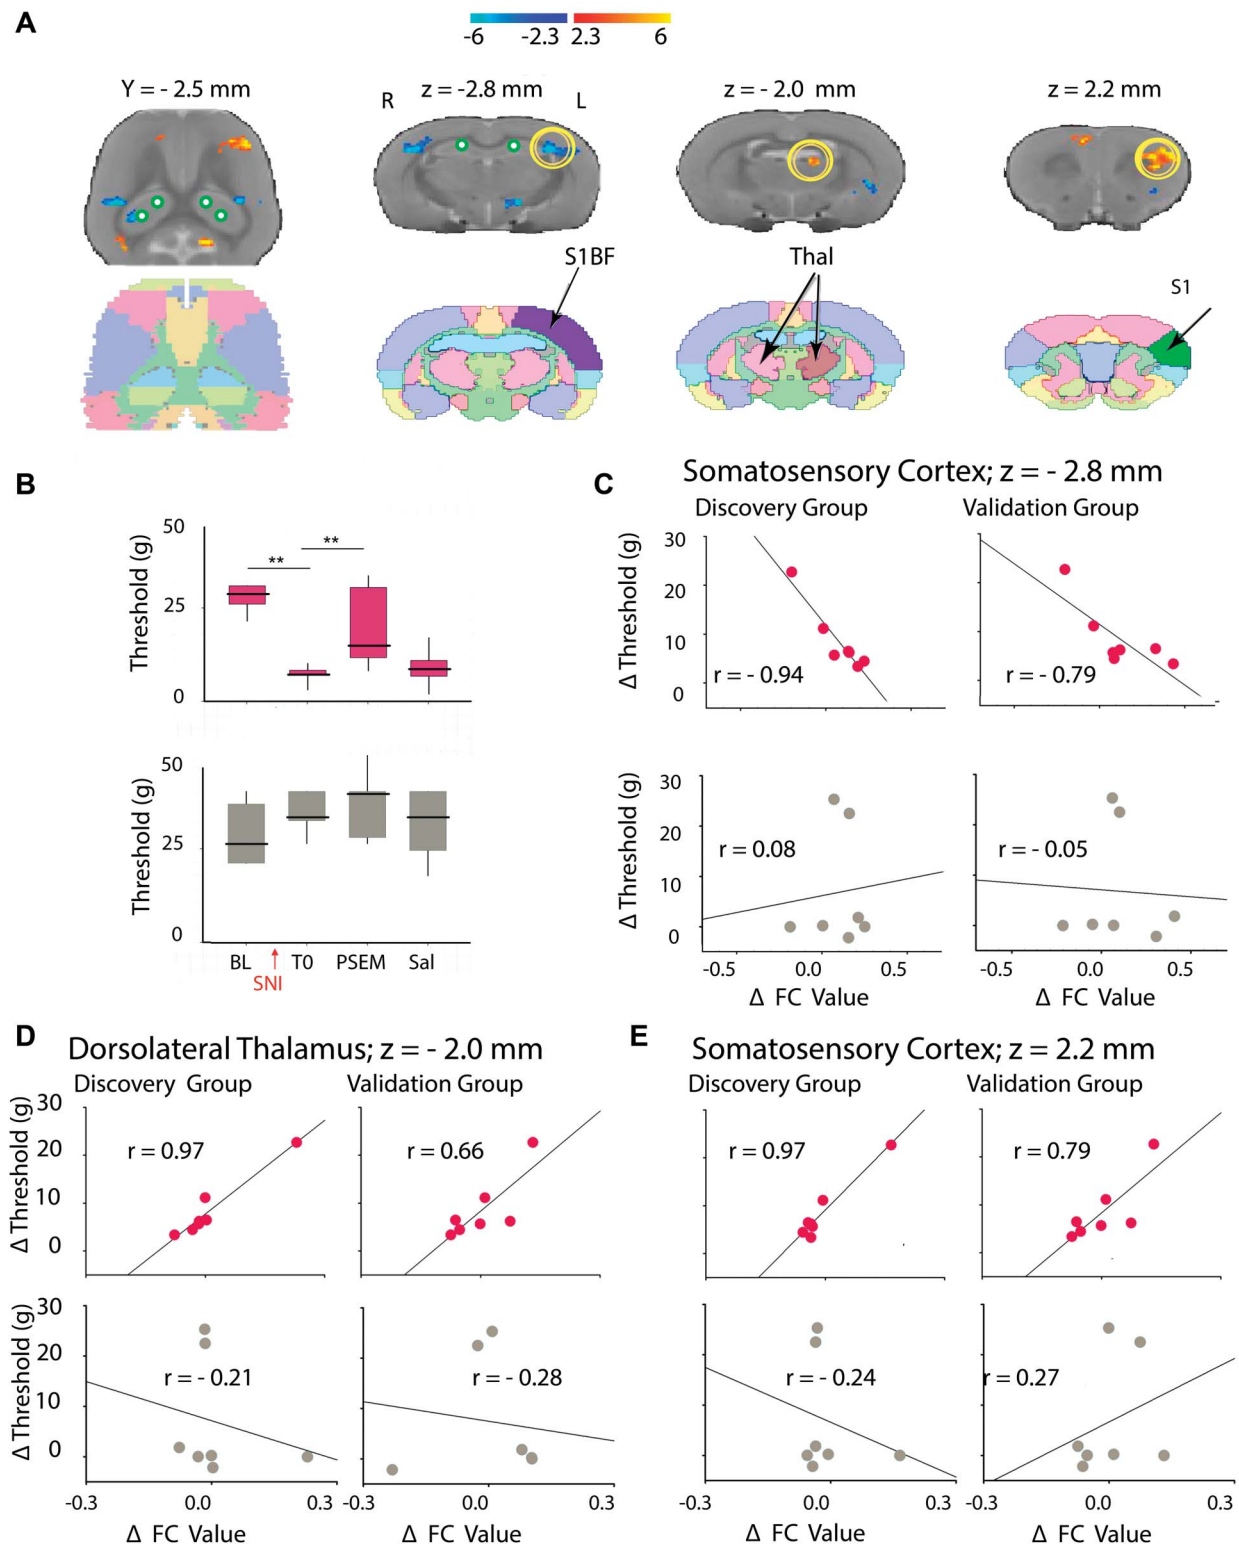 A
-6 -2.3 2.3 6
Y = - 2.5 mm
R z = -2.8 mm L
z = - 2.0 mm
z = 2.2 mm
S1BF
Thal
S1
B
Threshold (g)
50
25
0
** **
Threshold (g)
50
25
0
BL T0 PSEM Sal
SNI
C
Somatosensory Cortex; z = - 2.8 mm
Discovery Group Validation Group
Δ Threshold (g)
30
20
10
0
r = - 0.94 r = - 0.79
Δ Threshold (g)
30
20
10
0
r = 0.08 r = - 0.05
-0.5 0.0 0.5 -0.5 0.0 0.5
Δ FC Value Δ FC Value
D
Dorsolateral Thalamus; z = - 2.0 mm
Discovery Group Validation Group
Δ Threshold (g)
30
20
10
0
r = 0.97 r = 0.66
Δ Threshold (g)
30
20
10
0
r = - 0.21 r = - 0.28
-0.3 0.0 0.3 -0.3 0.0 0.3
Δ FC Value Δ FC Value
E
Somatosensory Cortex; z = 2.2 mm
Discovery Group Validation Group
r = 0.97 r = 0.79
r = - 0.24 r = 0.27
-0.3 0.0 -0.3 0.0 0.3
Δ FC Value Δ FC Value